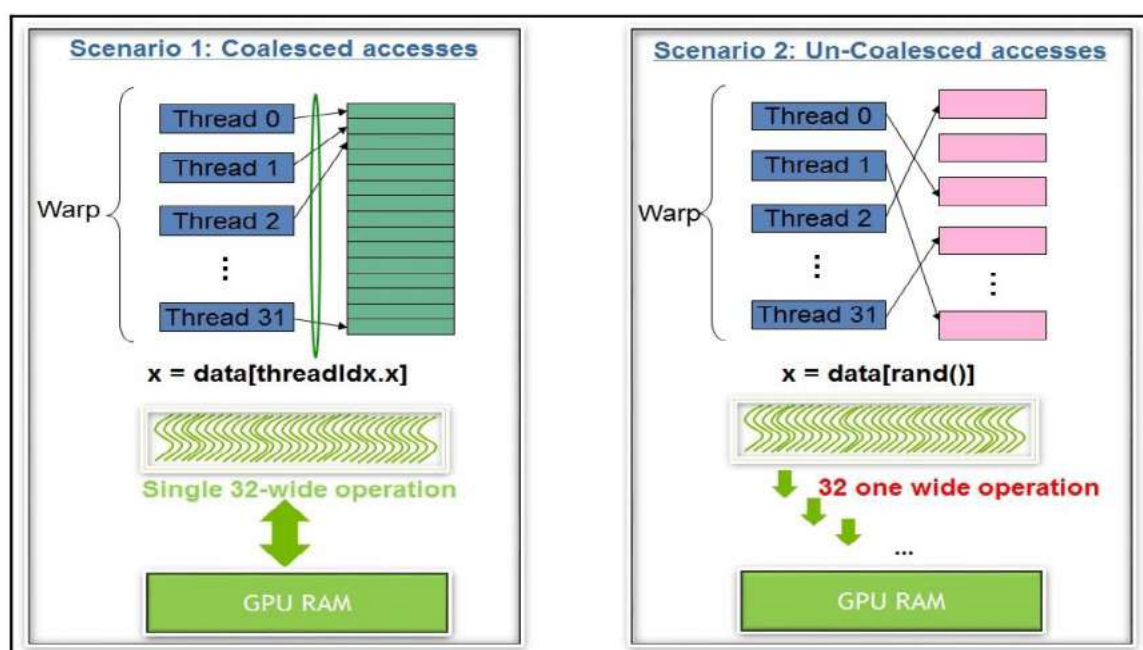 Scenario 1: Coalesced accesses
Thread 0
Thread 1
Warp
Thread 2
⋮
Thread 31
x = data[threadIdx.x]
Single 32-wide operation
GPU RAM
Scenario 2: Un-Coalesced accesses
Thread 0
Thread 1
Warp
Thread 2
⋮
⋮
Thread 31
x = data[rand()]
32 one wide operation
...
GPU RAM